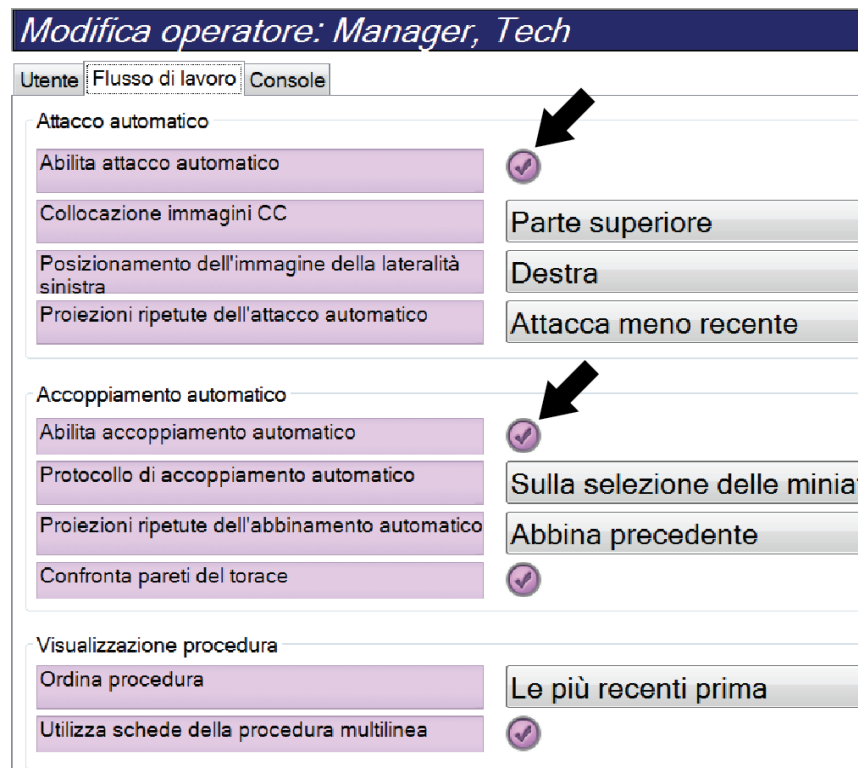 Modifica operatore: Manager, Tech
Utente Flusso di lavoro Console
Attacco automatico
Abilita attacco automatico
Collocazione immagini CC Parte superiore
Posizionamento dell'immagine della lateralità
sinistra Destra
Proiezioni ripetute dell'attacco automatico Attacca meno recente
Accoppiamento automatico
Abilita accoppiamento automatico
Protocollo di accoppiamento automatico Sulla selezione delle
Proiezioni ripetute dell'abbinamento automatico Abbina precedente
Confronta pareti del torace
Visualizzazione procedura
Ordina procedura Le più recenti prima
Utilizza schede della procedura multilinea